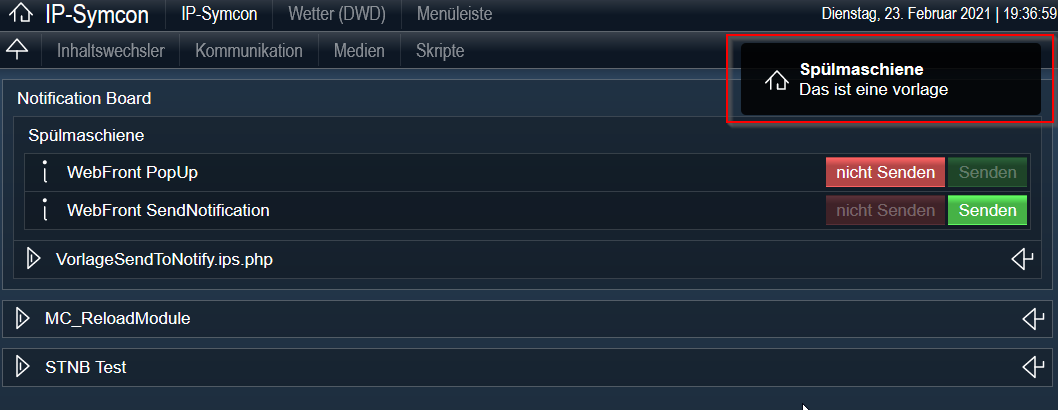 IP-Symcon IP-Symcon Wetter (DWD) Menüleiste Dienstag, 23. Februar 2021 | 19:36:59
Inhaltswechsler Kommunikation Medien Skripte
Spülmaschiene
Das ist eine vorlage
Notification Board
Spülmaschiene
WebFront PopUp nicht Senden Senden
WebFront SendNotification nicht Senden Senden
VorlageSendToNotify.ips.php
MC_ReloadModule
STNB Test